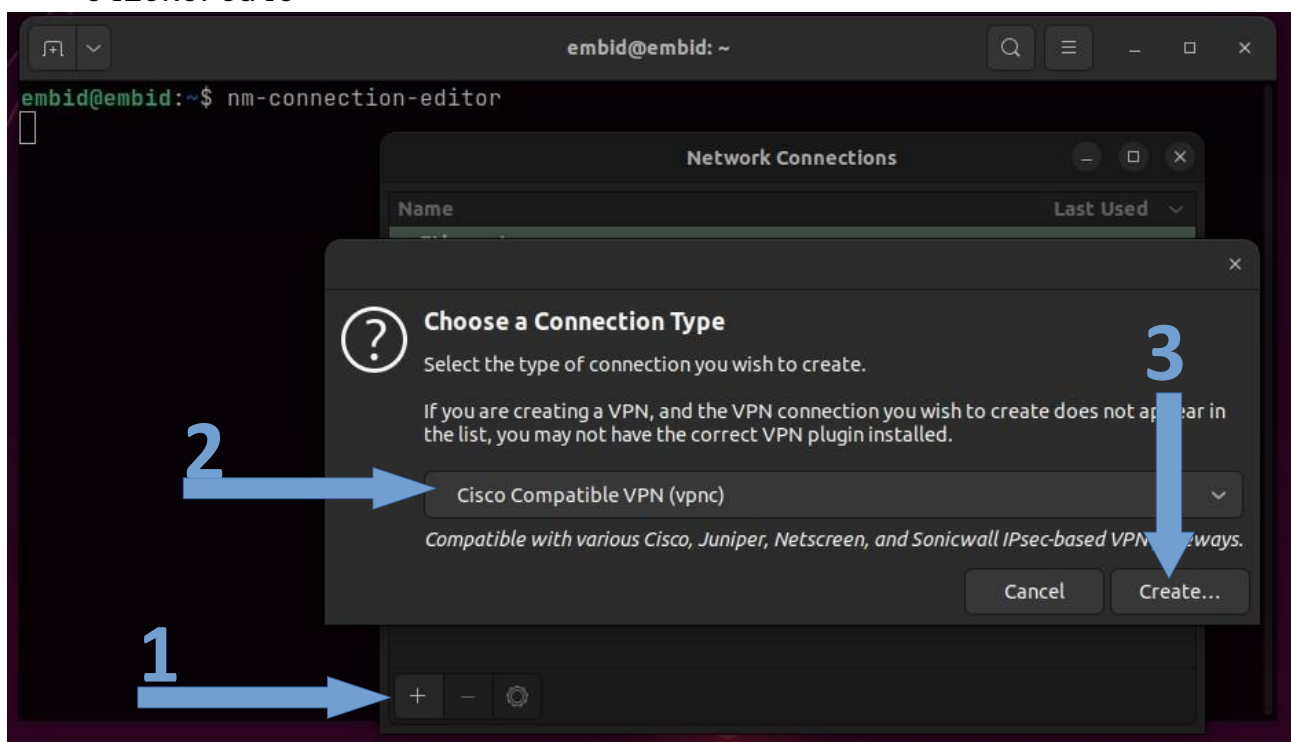 embid@embid: ~
embid@embid:~$ nm-connection-editor
Network Connections
Name Last Used
Choose a Connection Type
Select the type of connection you wish to create.
If you are creating a VPN, and the VPN connection you wish to create does not appear in
the list, you may not have the correct VPN plugin installed.
Cisco Compatible VPN (vpnc)
Compatible with various Cisco, Juniper, Netscreen, and Sonicwall IPsec-based VPN
Cancel Create...
1
2
3